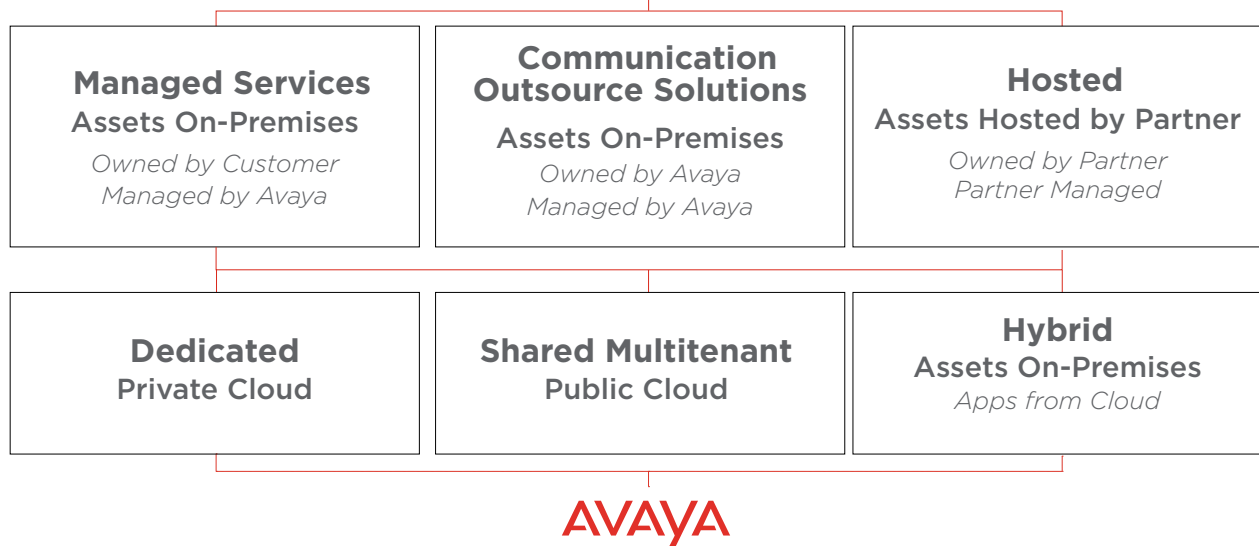 Managed Services
Assets On-Premises
Owned by Customer
Managed by Avaya
Communication
Outsource Solutions
Assets On-Premises
Owned by Avaya
Managed by Avaya
Hosted
Assets Hosted by Partner
Owned by Partner
Partner Managed
Dedicated
Private Cloud
Shared Multitenant
Public Cloud
Hybrid
Assets On-Premises
Apps from Cloud
AVAYA